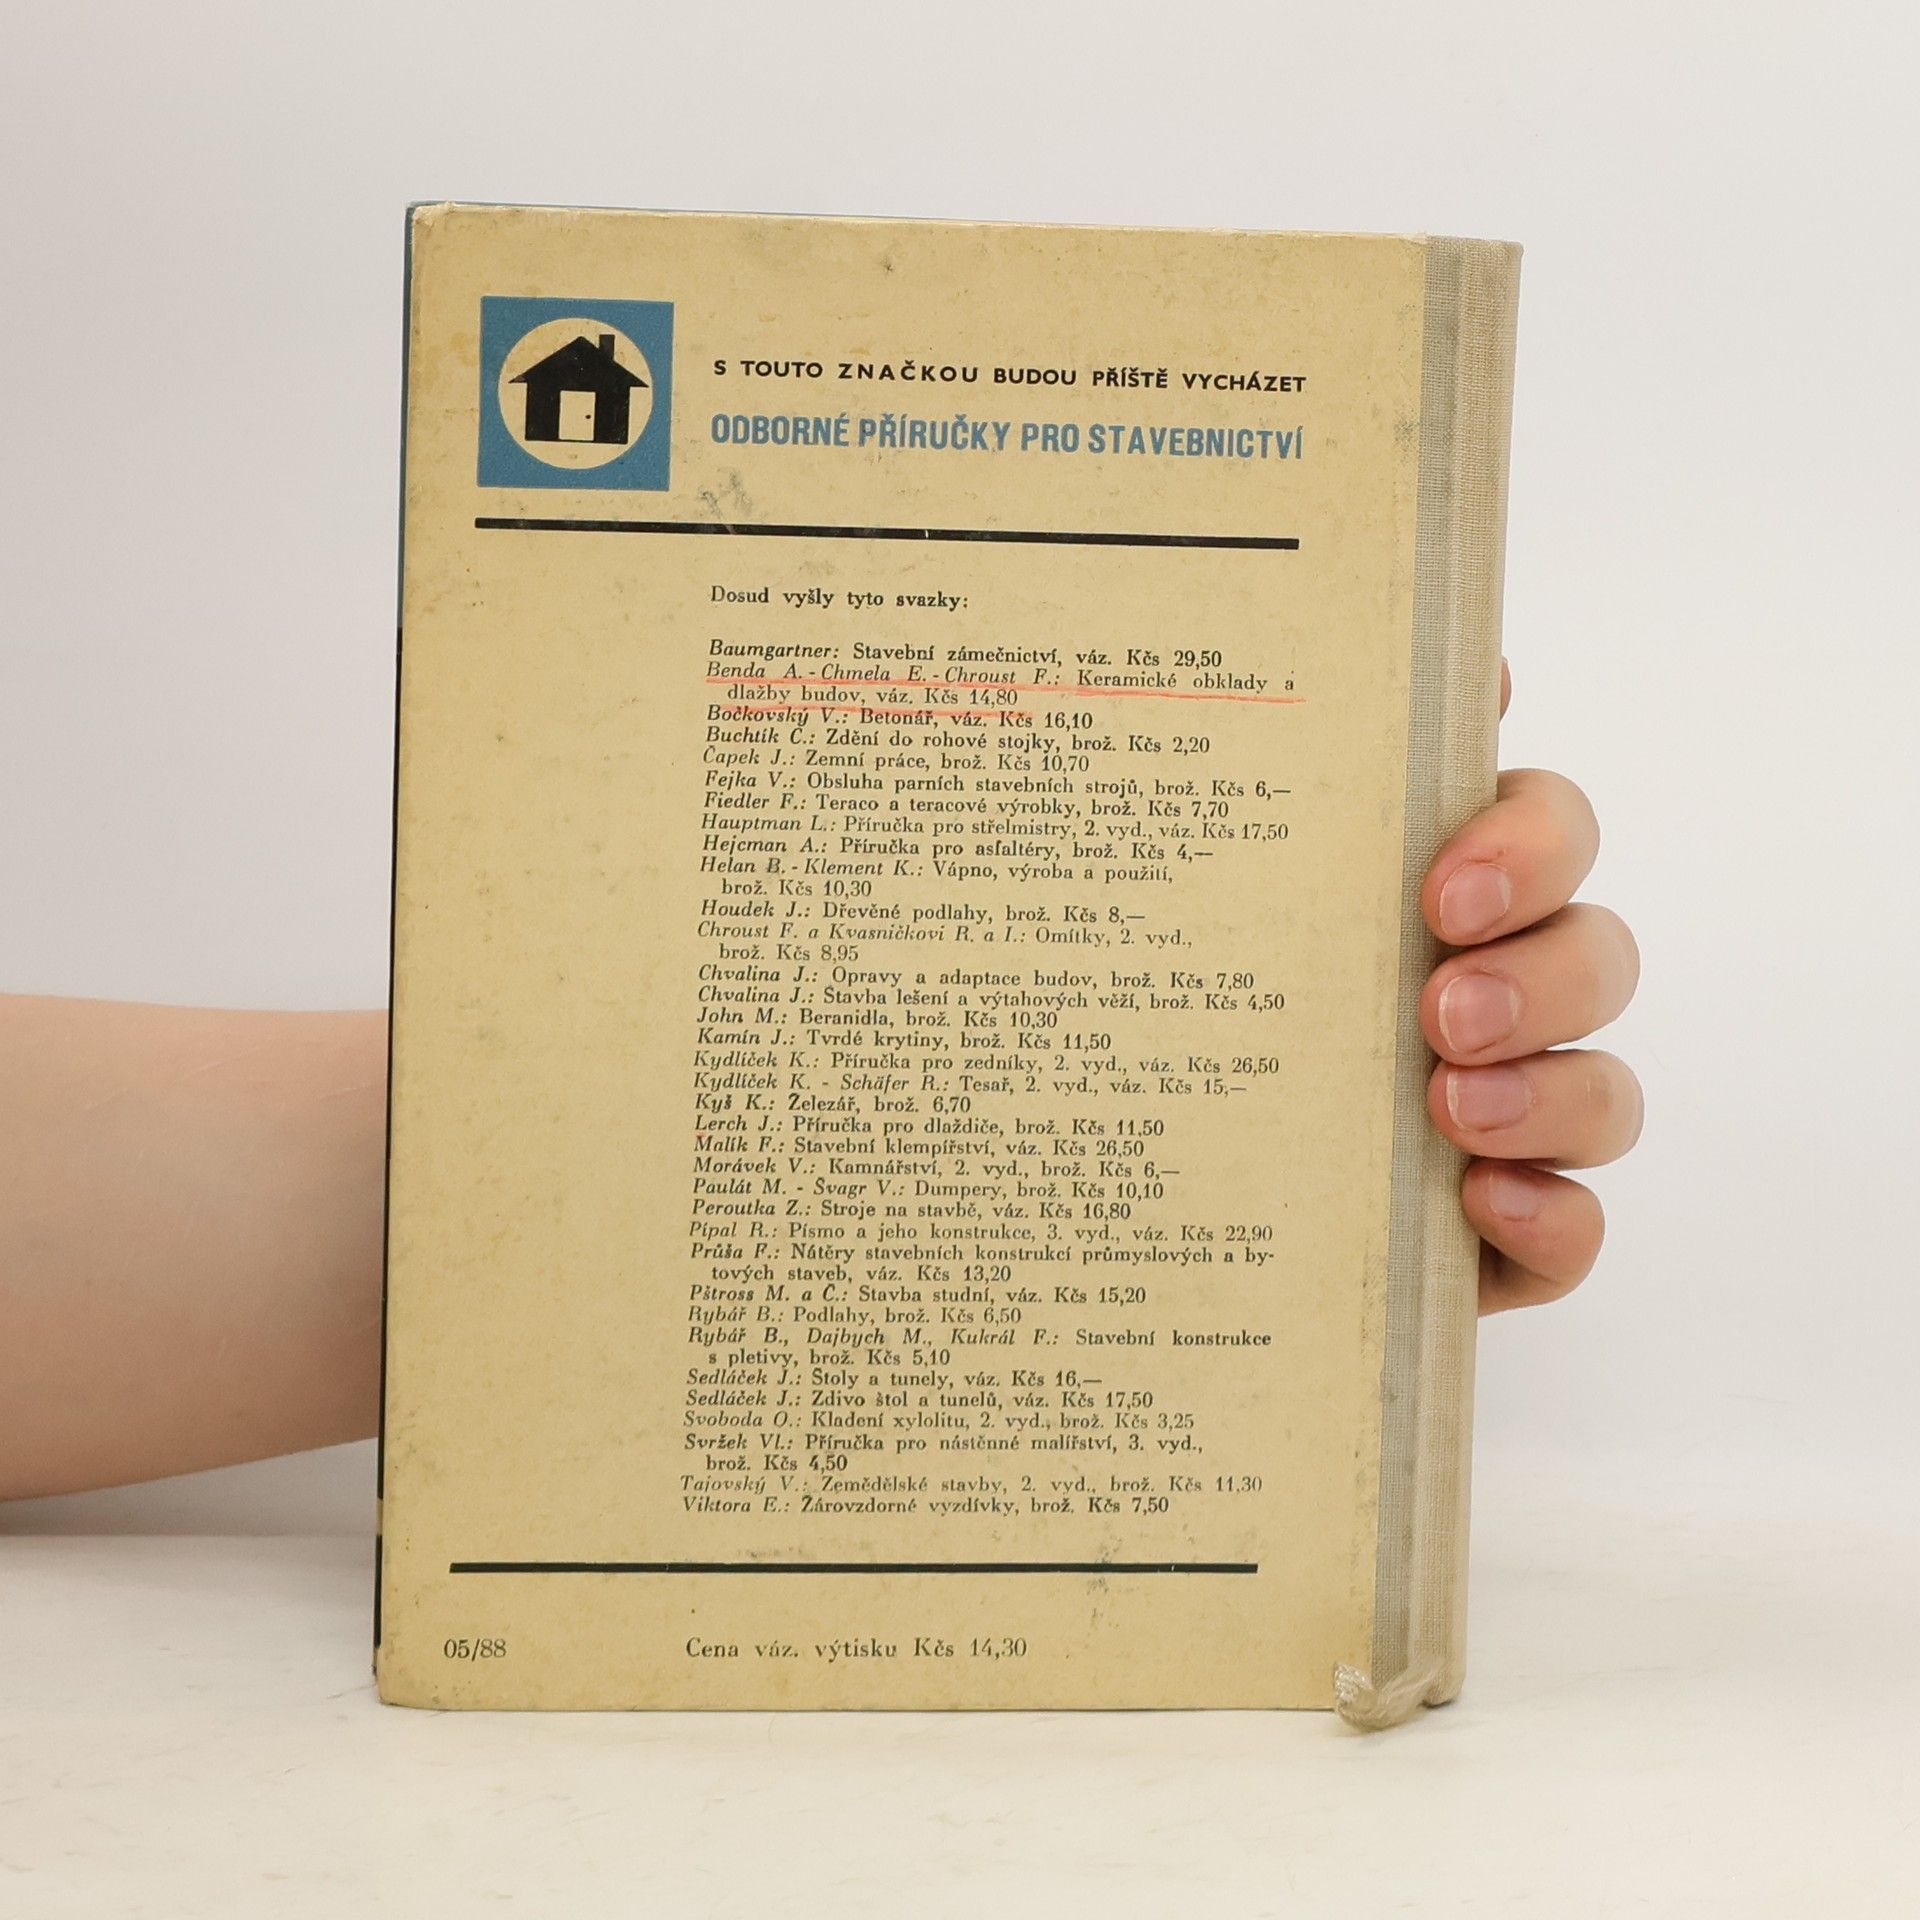 S TOUTO ZNAČKOU BUDOU PŘÍŠTĚ VYCHÁZET
ODBORNÉ PŘÍRUČKY PRO STAVEBNICTVÍ
Dosud vyšly tyto svazky:
Baumgartner: Stavební zámečnictví, váz. Kčs 29,50
Benda A. - Chmela E. - Chroust F.: Keramické obklady a
dlažby budov, váz. Kčs 14,80
Bočkovský V.: Betonář, váz. Kčs 16,10
Buchtík Č.: Zdění do rohové stojky, brož. Kčs 2,20
Čapek J.: Zemní práce, brož. Kčs 10,70
Fejka V.: Obsluha parních stavebních strojů, brož. Kčs 6,—
Fiedler F.: Teraco a teracové výrobky, brož. Kčs 7,70
Hauptman L.: Příručka pro střelmistry, 2. vyd., váz. Kčs 17,50
Hejcman A.: Příručka pro asfaltéry, brož. Kčs 4,—
Helan B. - Klement K.: Vápno, výroba a použití,
brož. Kčs 10,30
Houdek J.: Dřevěné podlahy, brož. Kčs 8,—
Chroust F. a Kvasničkovi R. a I.: Omítky, 2. vyd.,
brož. Kčs 8,95
Chvalina J.: Opravy a adaptace budov, brož. Kčs 7,80
Chvalina J.: Stavba lešení a výtahových věží, brož. Kčs 4,50
John M.: Beranidla, brož. Kčs 10,30
Kamín J.: Tvrdé krytiny, brož. Kčs 11,50
Kydlíček K.: Příručka pro zedníky, 2. vyd., váz. Kčs 26,50
Kydlíček K. - Schäfer R.: Tesař, 2. vyd., váz. Kčs 15,—
Kyš K.: Železář, brož. 6,70
Lerch J.: Příručka pro dlaždiče, brož. Kčs 11,50
Malík F.: Stavební klempířství, váz. Kčs 26,50
Morávek V.: Kamnářství, 2. vyd., brož. Kčs 6,—
Paulát M. - Švagr V.: Dumpery, brož. Kčs 10,10
Peroutka Z.: Stroje na stavbě, váz. Kčs 16,80
Pípal R.: Písmo a jeho konstrukce, 3. vyd., váz. Kčs 22,90
Průša F.: Nátěry stavebních konstrukcí průmyslových a by-
tových staveb, váz. Kčs 13,20
Pštross M. a Č.: Stavba studní, váz. Kčs 15,20
Rybář B.: Podlahy, brož. Kčs 6,50
Rybář B., Dajbych M., Kukrál F.: Stavební konstrukce
s pletivy, brož. Kčs 5,10
Sedláček J.: Štoly a tunely, váz. Kčs 16,—
Sedláček J.: Zdivo štol a tunelů, váz. Kčs 17,50
Svoboda O.: Kladení xylolitu, 2. vyd., brož. Kčs 3,25
Svržek Vl.: Příručka pro nástěnné malířství, 3. vyd.,
brož. Kčs 4,50
Tajovský V.: Zemědělské stavby, 2. vyd., brož. Kčs 11,30
Viktora E.: Žárovzdorné vyzdívky, brož. Kčs 7,50
05/88
Cena váz. výtisku Kčs 14,30